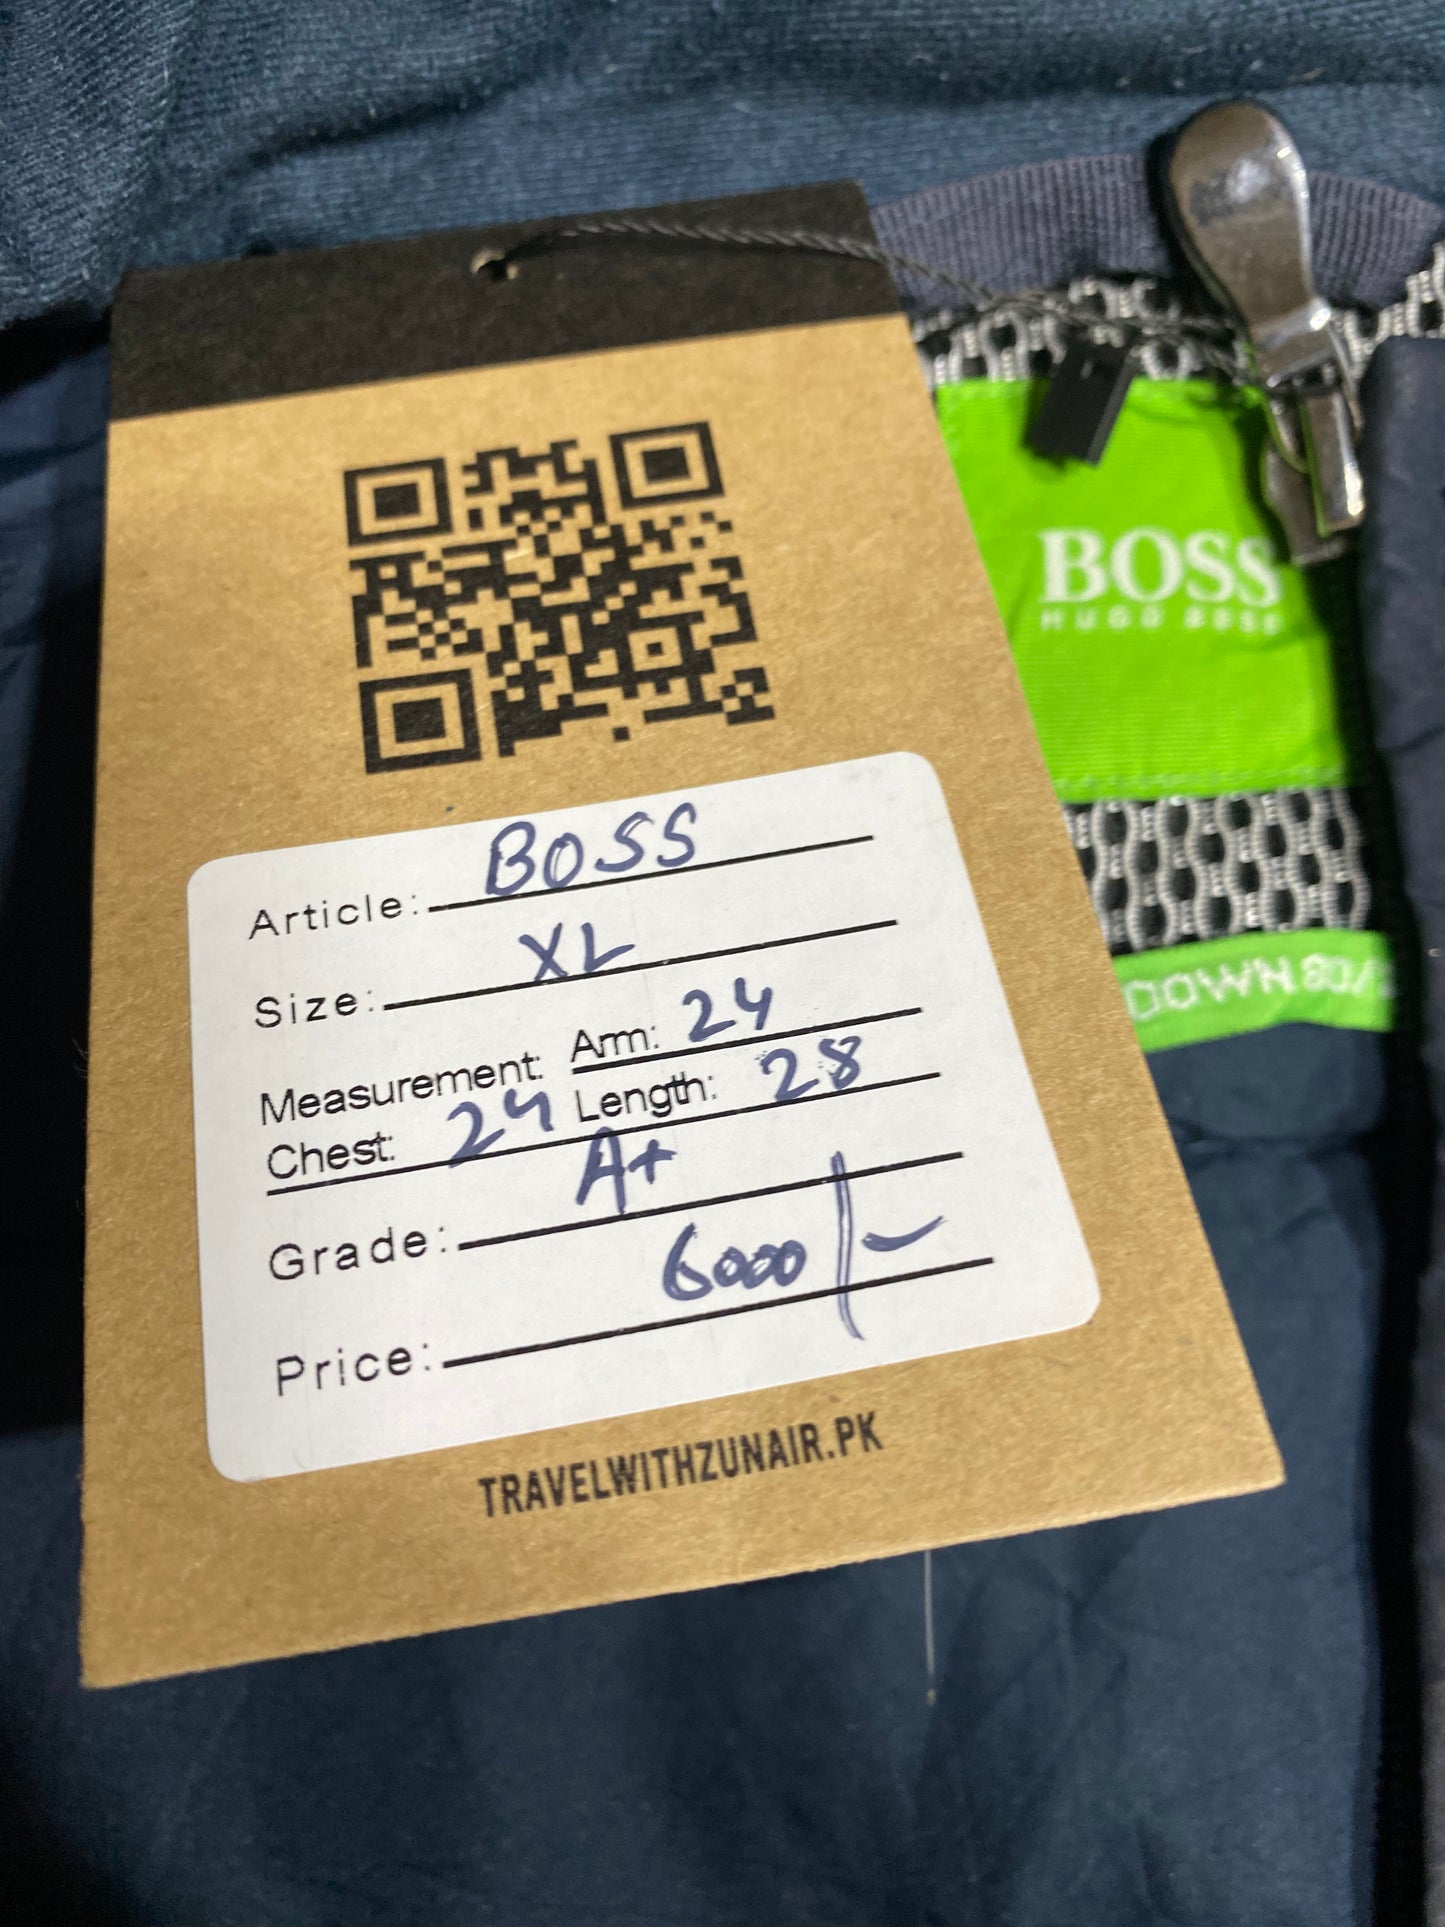 BOSS
HUGO BOSS
Article: BOSS
Size: XL
Measurement: Arm: 24
Chest: 24 Length: 28
Grade: A+
Price: 6000/-
TRAVELWITHZUNAIR.PK
DOWN 80/